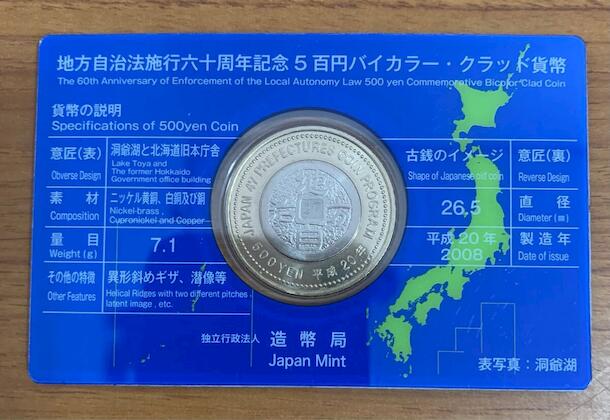 地方自治法施行六十周年記念5百円バイカラー・クラッド貨幣
The 60th Anniversary of Enforcement of the Local Autonomy Law 500 yen Commemorative Bicolor Clad Coin
貨幣の説明
Specifications of 500yen Coin
意匠(表)
Obverse Design
洞爺湖と北海道旧本庁舎
Lake Toya and
The former Hokkaido
Government office building
素材
Composition
ニッケル黄銅、白銅及び銅
Nickel-brass,
Cupronickel and Copper
量目
Weight (g)
7.1
その他の特徴
Other Features
異形斜めギザ、潜像等
Helical Ridges with two different pitches,
latent image, etc.
JAPAN 47 PREFECTURES COIN PROGRAM
500YEN 平成20年
古銭のイメージ
Shape of Japanese old coin
意匠(裏)
Reverse Design
26.5
直径
Diameter (㎜)
平成20年
2008
製造年
Date of issue
独立行政法人 造幣局
Japan Mint
表写真:洞爺湖